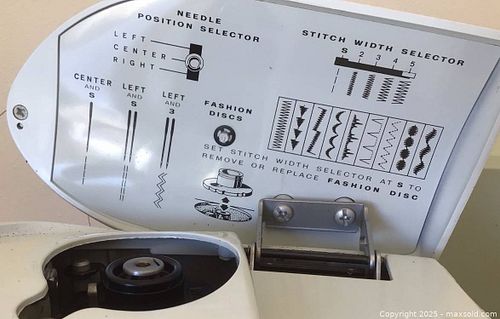 NEEDLE
POSITION SELECTOR
LEFT
CENTER
RIGHT
STITCH WIDTH SELECTOR
S 2 3 4 5
CENTER
AND
S
LEFT
AND
S
LEFT
AND
3
FASHION
DISCS
SET STITCH WIDTH SELECTOR AT S TO
REMOVE OR REPLACE FASHION DISC
Copyright © 2025 - maxsold.com